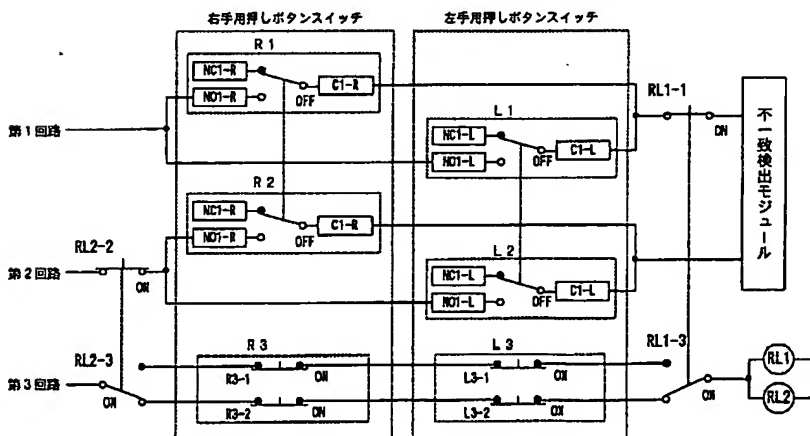 右手用押しボタンスイッチ
左手用押しボタンスイッチ
R1
NC1-R
NO1-R
OFF
C1-R
RL1-1
ON
第1回路
L1
NC1-L
NO1-L
OFF
C1-L
不一致検出モジュール
R2
NC1-R
NO1-R
OFF
C1-R
RL2-2
ON
第2回路
L2
NC1-L
NO1-L
OFF
C1-L
R3
L3
RL1-3
RL2-3
R3-1
ON
L3-1
ON
RL1
第3回路
ON
R3-2
ON
L3-2
ON
ON
RL2